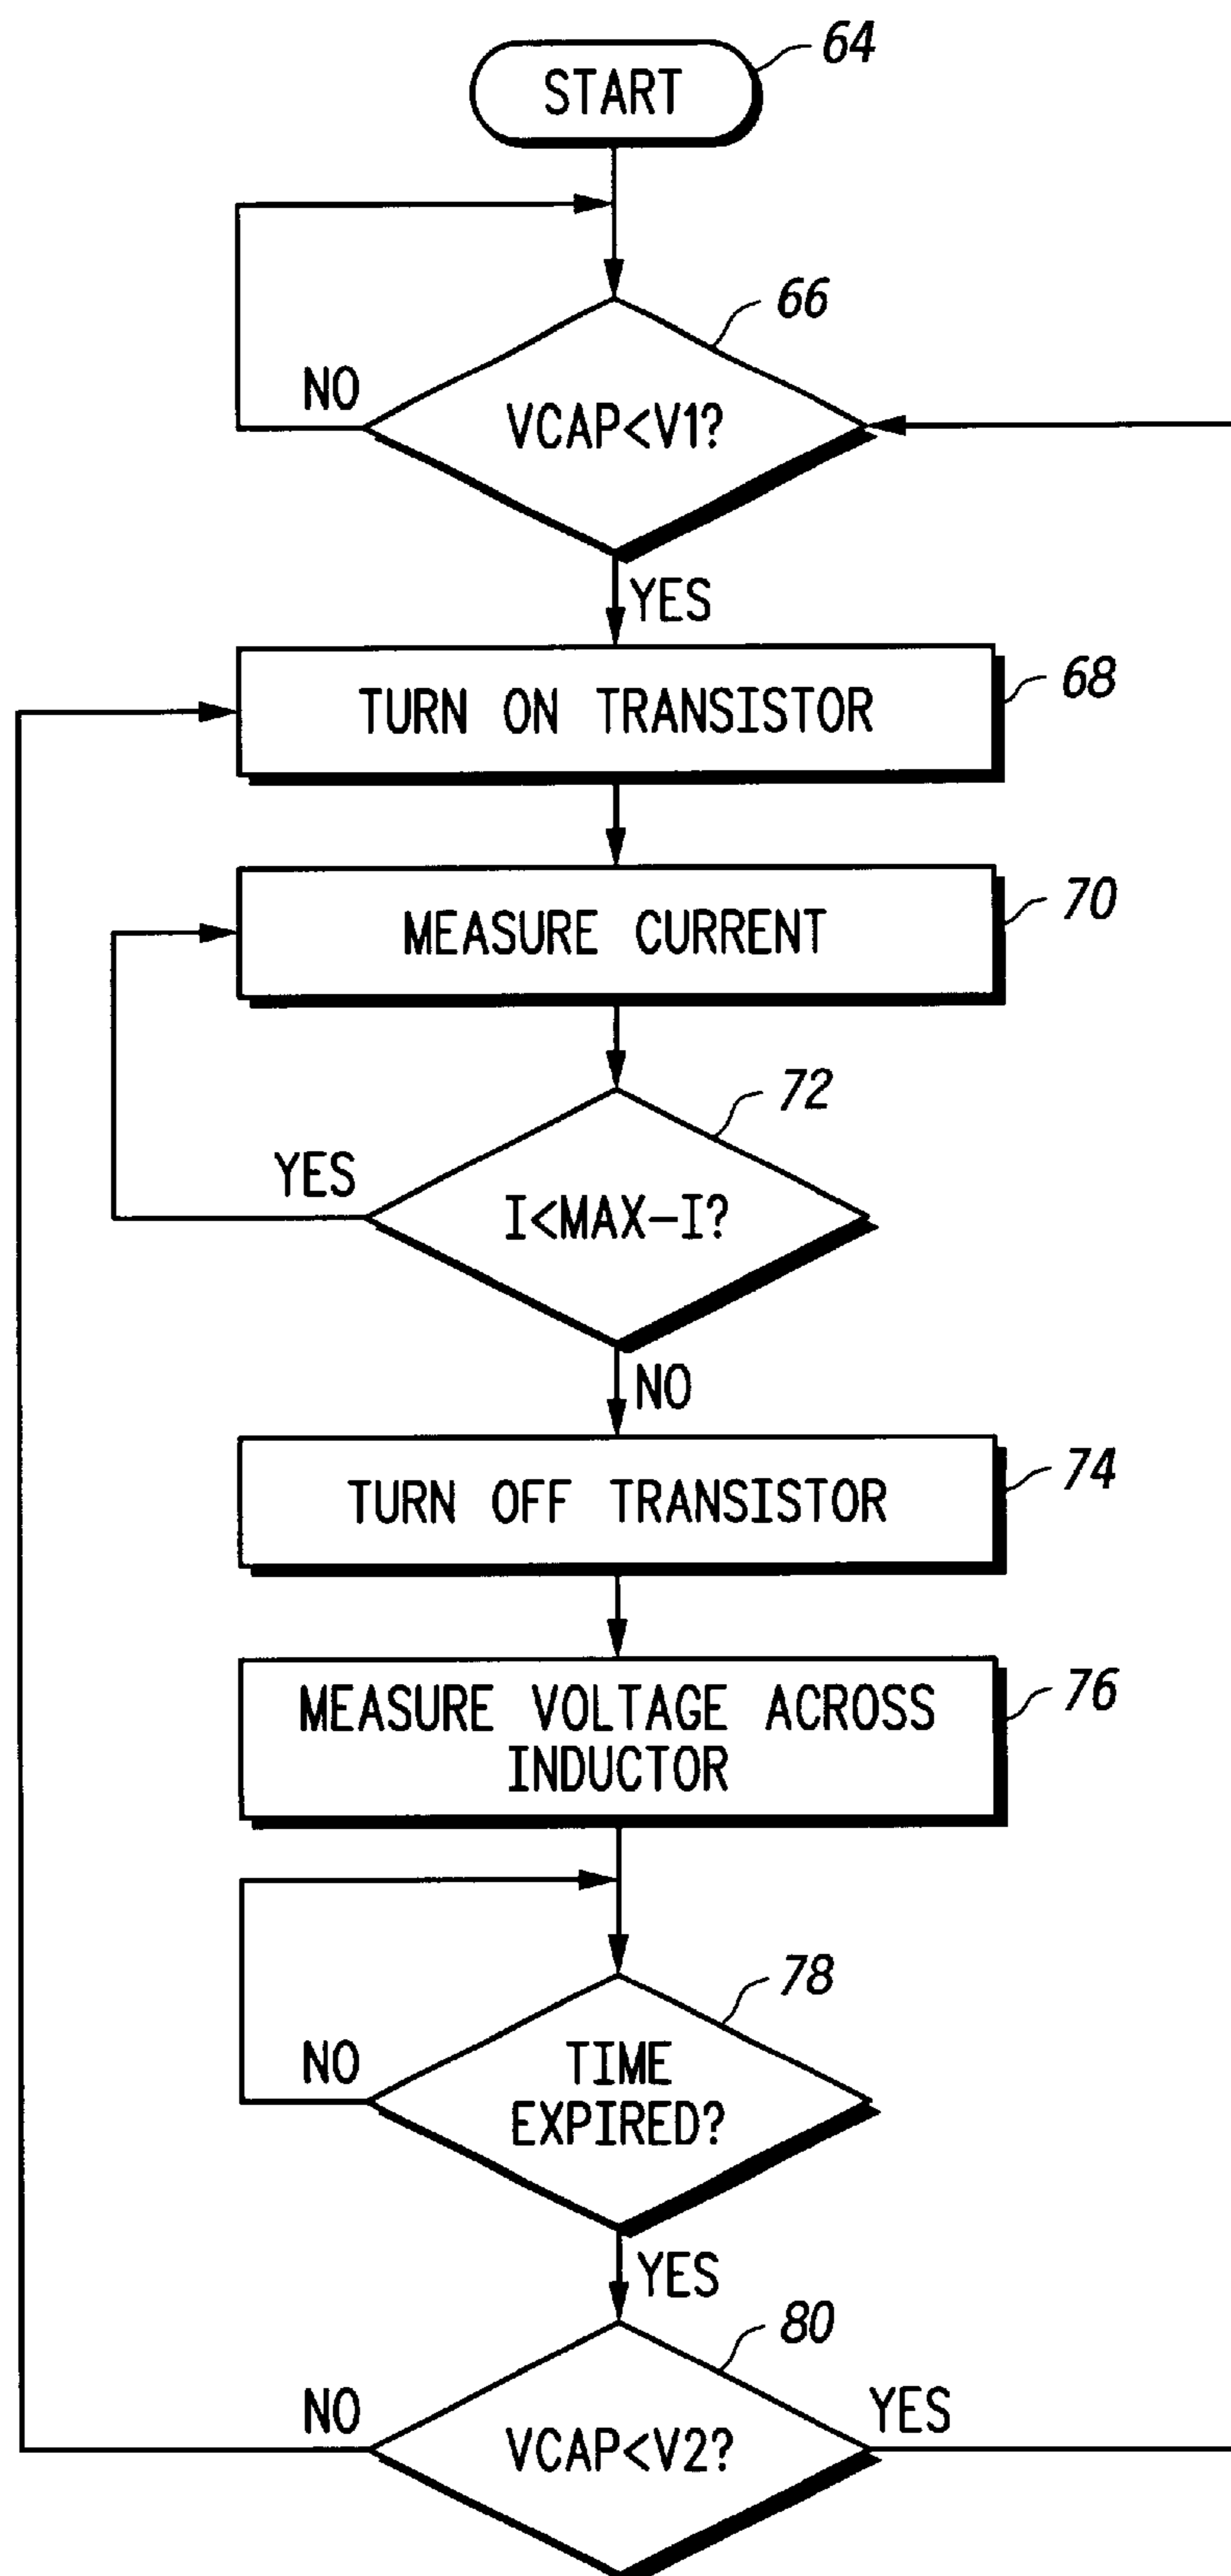 START
64
66
NO
VCAP<V1?
YES
TURN ON TRANSISTOR
68
MEASURE CURRENT
70
72
YES
I<MAX-I?
NO
TURN OFF TRANSISTOR
74
MEASURE VOLTAGE ACROSS
INDUCTOR
76
78
NO
TIME
EXPIRED?
YES
80
NO
VCAP<V2?
YES